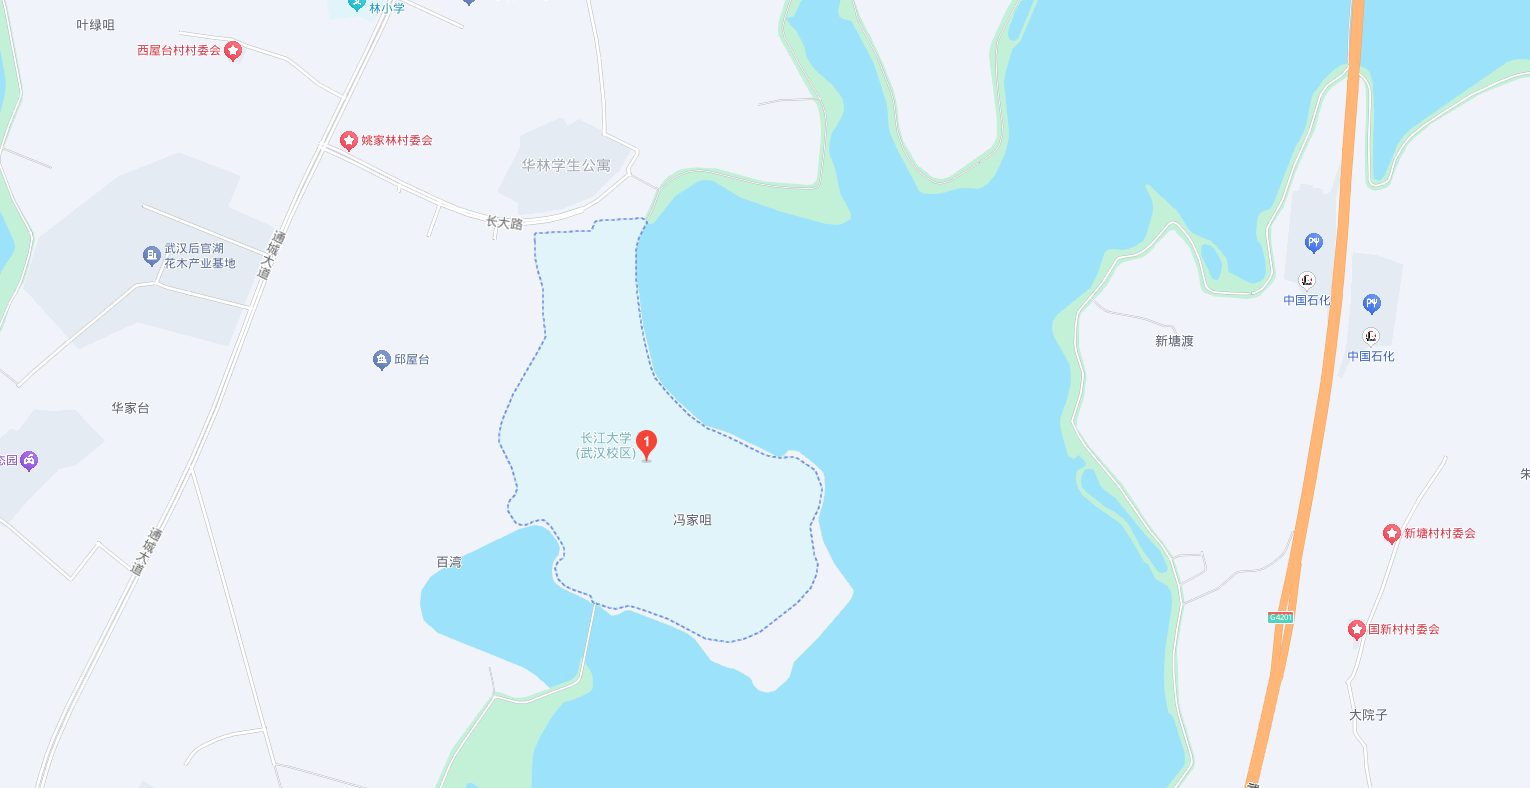 林小学
叶绿咀
西屋台村村委会
姚家林村委会
华林学生公寓
长大路
通城大道
武汉后官湖
花木产业基地
中国石化
新塘渡
中国石化
邱屋台
华家台
长江大学
(武汉校区)
1
态园
朱
冯家咀
新塘村村委会
通城大道
百湾
G4201
国新村村委会
大院子